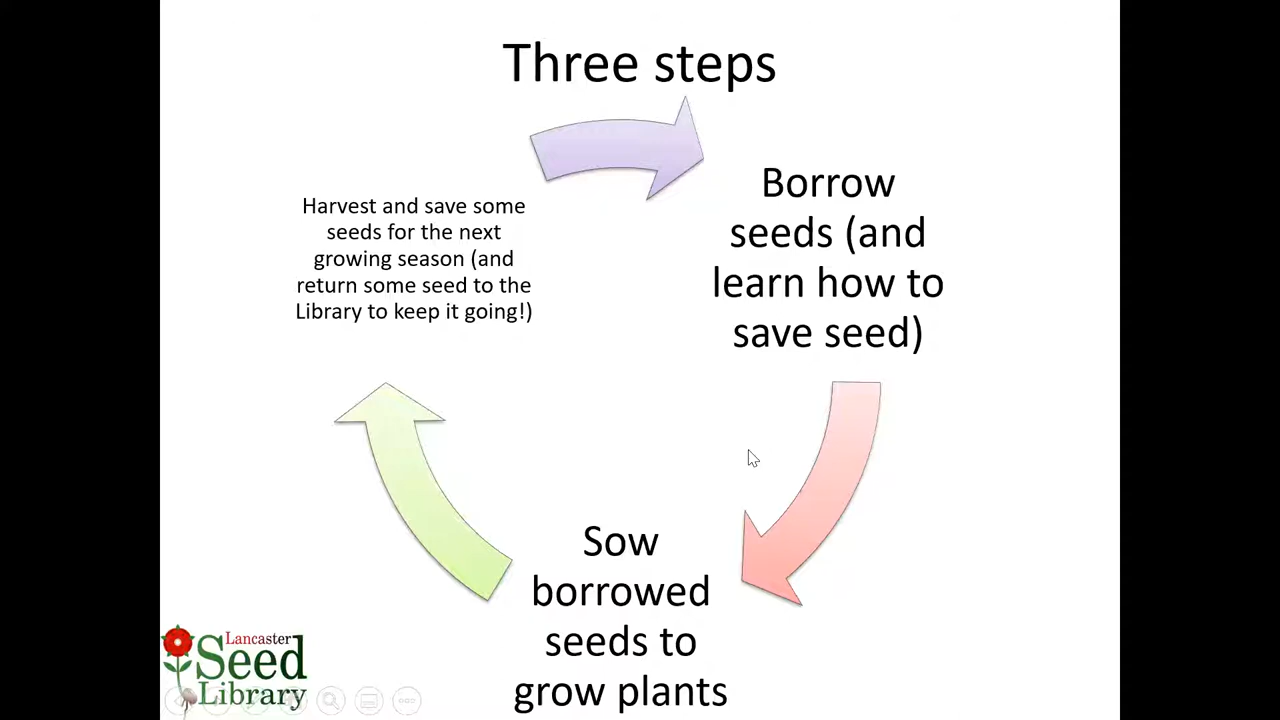 Three steps
Borrow
seeds (and
learn how to
save seed)
Sow
borrowed
seeds to
grow plants
Harvest and save some
seeds for the next
growing season (and
return some seed to the
Library to keep it going!)
Lancaster
Seed
Library